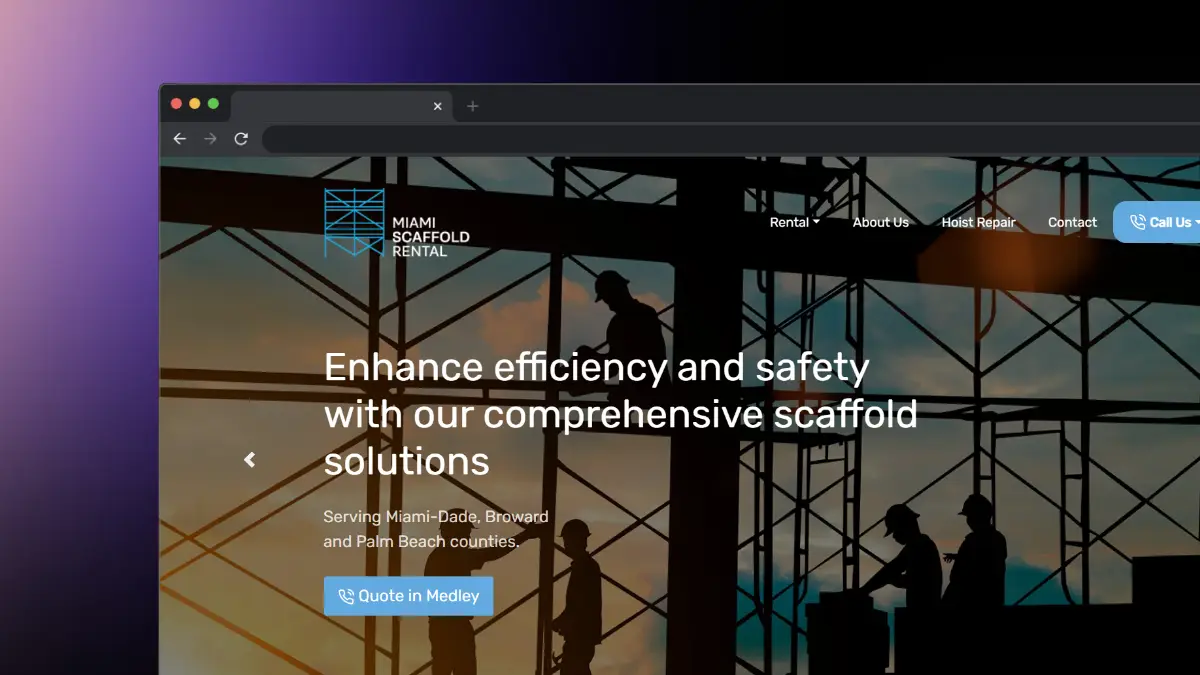 MIAMI
SCAFFOLD
RENTAL
Rental
About Us
Hoist Repair
Contact
Call Us
Enhance efficiency and safety
with our comprehensive scaffold
solutions
Serving Miami-Dade, Broward
and Palm Beach counties.
Quote in Medley